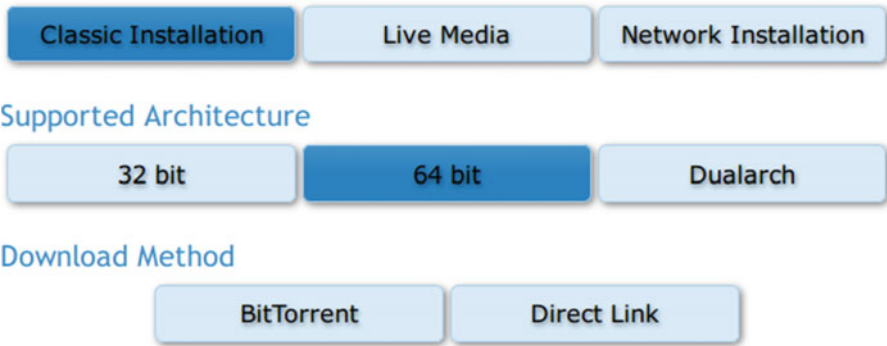 Classic Installation Live Media Network Installation
Supported Architecture
32 bit 64 bit Dualarch
Download Method
BitTorrent Direct Link